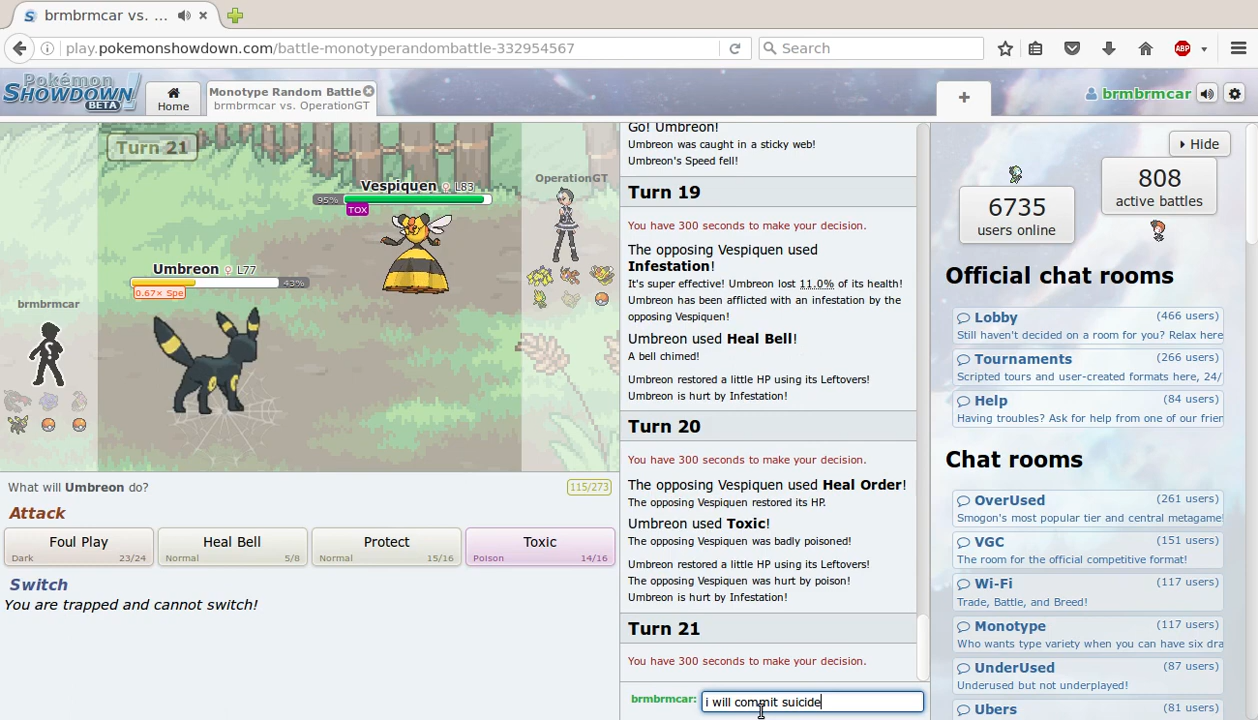 brmbrmcar vs. ...
play.pokemonshowdown.com/battle-monotyperandombattle-332954567
Search
ABP
Pokémon
SHOWDOWN!
BETA
Home
Monotype Random Battle
brmbrmcar vs. OperationGT
+
brmbrmcar
Turn 21
Vespiquen ♀ L83
95%
TOX
OperationGT
Umbreon ♀ L77
43%
0.67× Spe
brmbrmcar
What will Umbreon do?
115/273
Attack
Foul Play
Dark 23/24
Heal Bell
Normal 5/8
Protect
Normal 15/16
Toxic
Poison 14/16
Switch
You are trapped and cannot switch!
Go! Umbreon!
Umbreon was caught in a sticky web!
Umbreon's Speed fell!
Turn 19
You have 300 seconds to make your decision.
The opposing Vespiquen used
Infestation!
It's super effective! Umbreon lost 11.0% of its health!
Umbreon has been afflicted with an infestation by the
opposing Vespiquen!
Umbreon used Heal Bell!
A bell chimed!
Umbreon restored a little HP using its Leftovers!
Umbreon is hurt by Infestation!
Turn 20
You have 300 seconds to make your decision.
The opposing Vespiquen used Heal Order!
The opposing Vespiquen restored its HP.
Umbreon used Toxic!
The opposing Vespiquen was badly poisoned!
Umbreon restored a little HP using its Leftovers!
The opposing Vespiquen was hurt by poison!
Umbreon is hurt by Infestation!
Turn 21
You have 300 seconds to make your decision.
brmbrmcar: i will commit suicide
Hide
6735
users online
808
active battles
Official chat rooms
Lobby (466 users)
Still haven't decided on a room for you? Relax here
Tournaments (266 users)
Scripted tours and user-created formats here, 24/
Help (84 users)
Having troubles? Ask for help from one of our frien
Chat rooms
OverUsed (261 users)
Smogon's most popular tier and central metagame!
VGC (151 users)
The room for the official competitive format!
Wi-Fi (117 users)
Trade, Battle, and Breed!
Monotype (117 users)
Who wants type variety when you can have six dra
UnderUsed (87 users)
Underused but not underplayed!
Ubers (81 users)